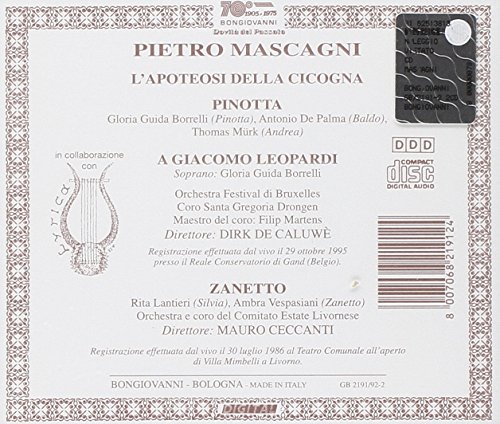 70°
1905-1975
BONGIOVANNI
Novità del Passato
PIETRO MASCAGNI
L'APOTEOSI DELLA CICOGNA
PINOTTA
Gloria Guida Borrelli (Pinotta), Antonio De Palma (Baldo),
Thomas Mürk (Andrea)
in collaborazione
con
Lyrica
A GIACOMO LEOPARDI
Soprano: Gloria Guida Borrelli
Orchestra Festival di Bruxelles
Coro Santa Gregoria Drongen
Maestro del coro: Filip Martens
Direttore: DIRK DE CALUWÈ
Registrazione effettuata dal vivo il 29 ottobre 1995
presso il Reale Conservatorio di Gand (Belgio).
DDD
COMPACT
disc
DIGITAL AUDIO
8 007068 219124
ZANETTO
Rita Lantieri (Silvia), Ambra Vespasiani (Zanetto)
Orchestra e coro del Comitato Estate Livornese
Direttore: MAURO CECCANTI
Registrazione effettuata dal vivo il 30 luglio 1986 al Teatro Comunale all'aperto
di Villa Mimbelli a Livorno.
BONGIOVANNI - BOLOGNA - MADE IN ITALY GB 2191/92-2
DIGITAL